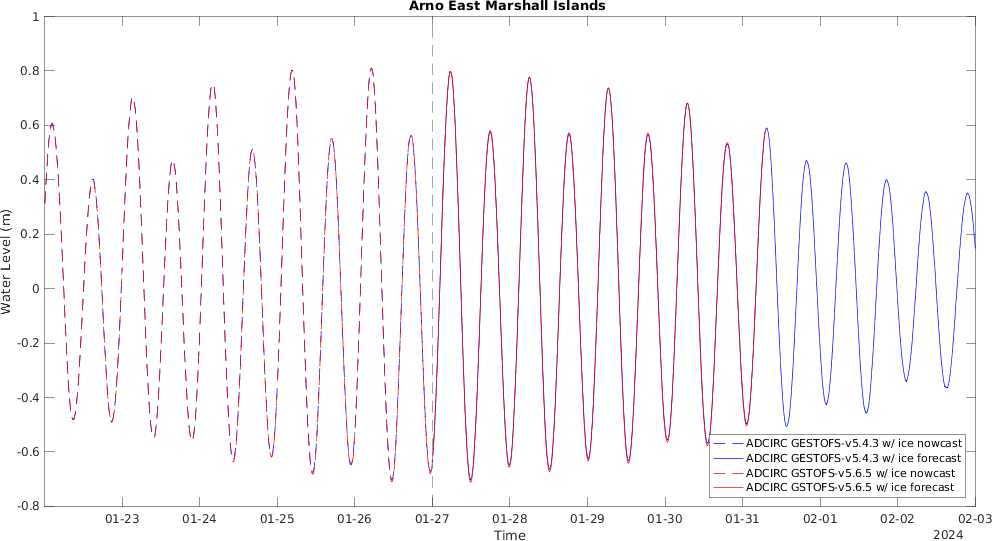 Arno East Marshall Islands
1
0.8
0.6
0.4
0.2
0
-0.2
-0.4
-0.6
-0.8
Water Level (m)
ADCIRC GESTOFS-v5.4.3 w/ ice nowcast
ADCIRC GESTOFS-v5.4.3 w/ ice forecast
ADCIRC GSTOFS-v5.6.5 w/ ice nowcast
ADCIRC GSTOFS-v5.6.5 w/ ice forecast
01-23 01-24 01-25 01-26 01-27 01-28 01-29 01-30 01-31 02-01 02-02 02-03
Time
2024